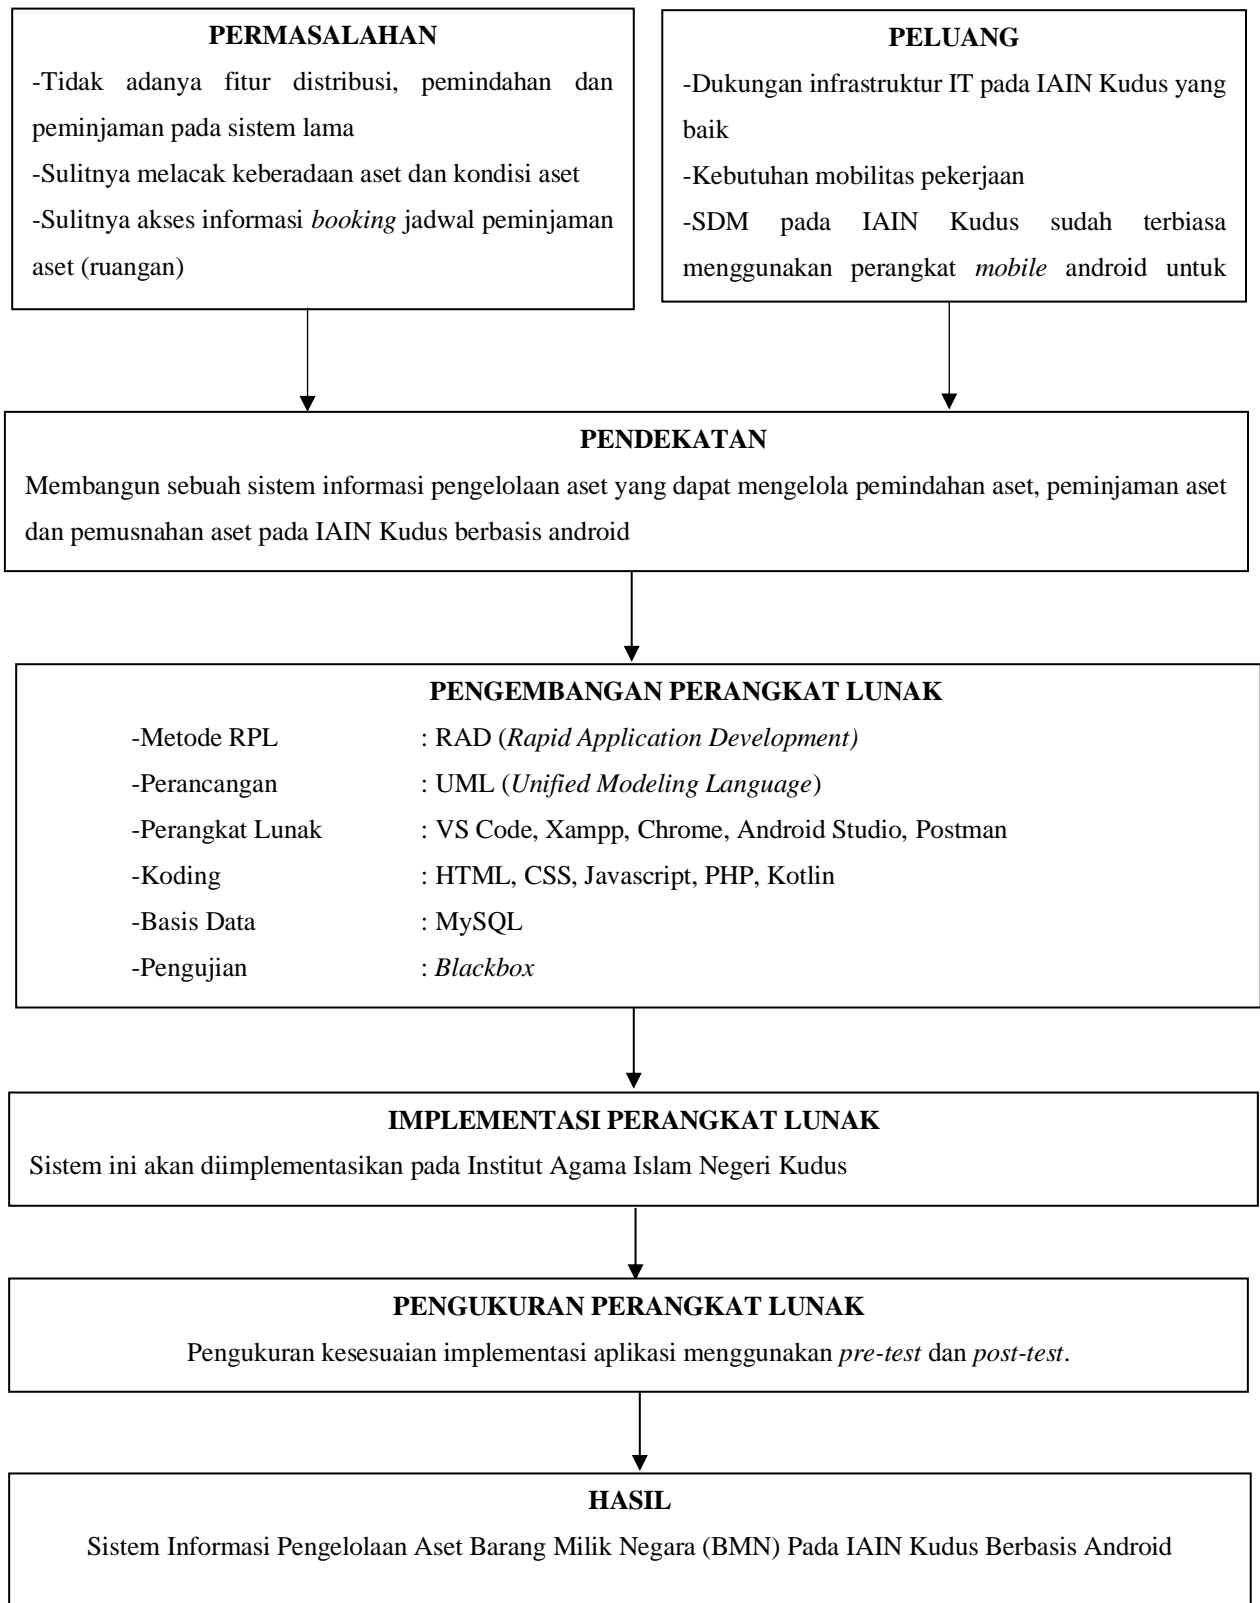 PERMASALAHAN
-Tidak adanya fitur distribusi, pemindahan dan
peminjaman pada sistem lama
-Sulitnya melacak keberadaan aset dan kondisi aset
-Sulitnya akses informasi booking jadwal peminjaman
aset (ruangan)
PELUANG
-Dukungan infrastruktur IT pada IAIN Kudus yang
baik
-Kebutuhan mobilitas pekerjaan
-SDM pada IAIN Kudus sudah terbiasa
menggunakan perangkat mobile android untuk
PENDEKATAN
Membangun sebuah sistem informasi pengelolaan aset yang dapat mengelola pemindahan aset, peminjaman aset
dan pemusnahan aset pada IAIN Kudus berbasis android
PENGEMBANGAN PERANGKAT LUNAK
-Metode RPL : RAD (Rapid Application Development)
-Perancangan : UML (Unified Modeling Language)
-Perangkat Lunak : VS Code, Xampp, Chrome, Android Studio, Postman
-Koding : HTML, CSS, Javascript, PHP, Kotlin
-Basis Data : MySQL
-Pengujian : Blackbox
IMPLEMENTASI PERANGKAT LUNAK
Sistem ini akan diimplementasikan pada Institut Agama Islam Negeri Kudus
PENGUKURAN PERANGKAT LUNAK
Pengukuran kesesuaian implementasi aplikasi menggunakan pre-test dan post-test.
HASIL
Sistem Informasi Pengelolaan Aset Barang Milik Negara (BMN) Pada IAIN Kudus Berbasis Android